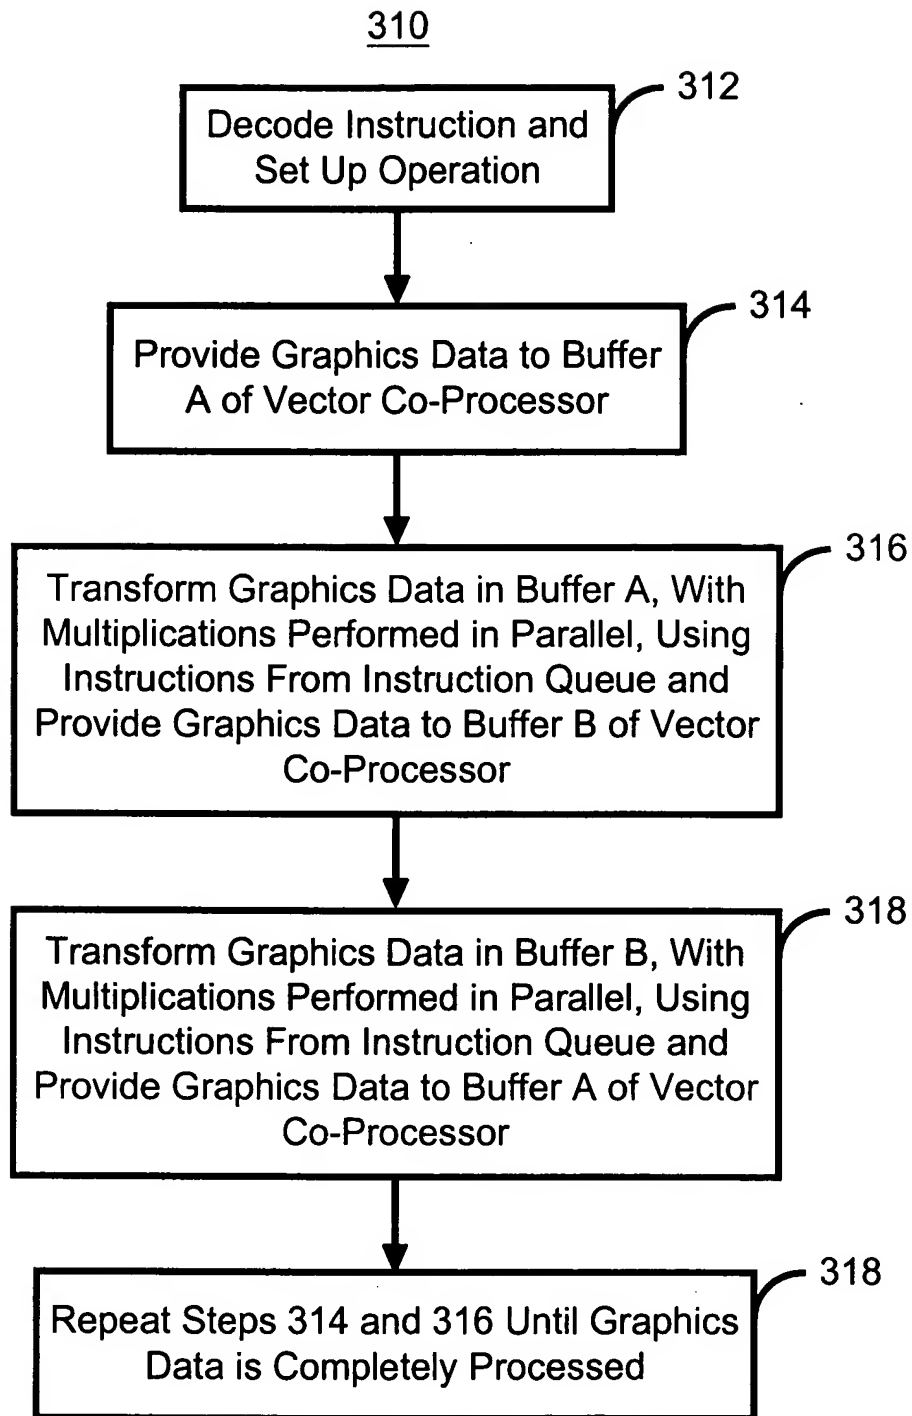 310
312
Decode Instruction and
Set Up Operation
314
Provide Graphics Data to Buffer
A of Vector Co-Processor
316
Transform Graphics Data in Buffer A, With
Multiplications Performed in Parallel, Using
Instructions From Instruction Queue and
Provide Graphics Data to Buffer B of Vector
Co-Processor
318
Transform Graphics Data in Buffer B, With
Multiplications Performed in Parallel, Using
Instructions From Instruction Queue and
Provide Graphics Data to Buffer A of Vector
Co-Processor
318
Repeat Steps 314 and 316 Until Graphics
Data is Completely Processed